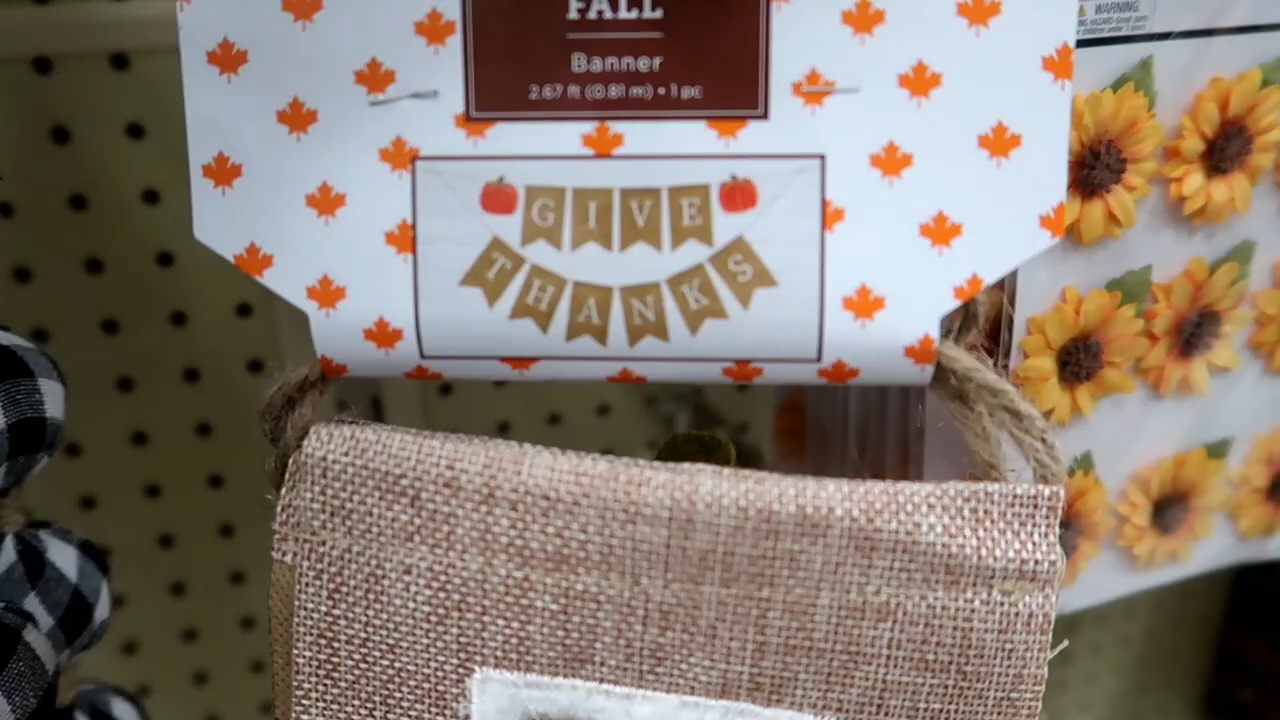 FALL
Banner
2.67 ft (0.81 m) • 1 pc
GIVE
THANKS
WARNING: